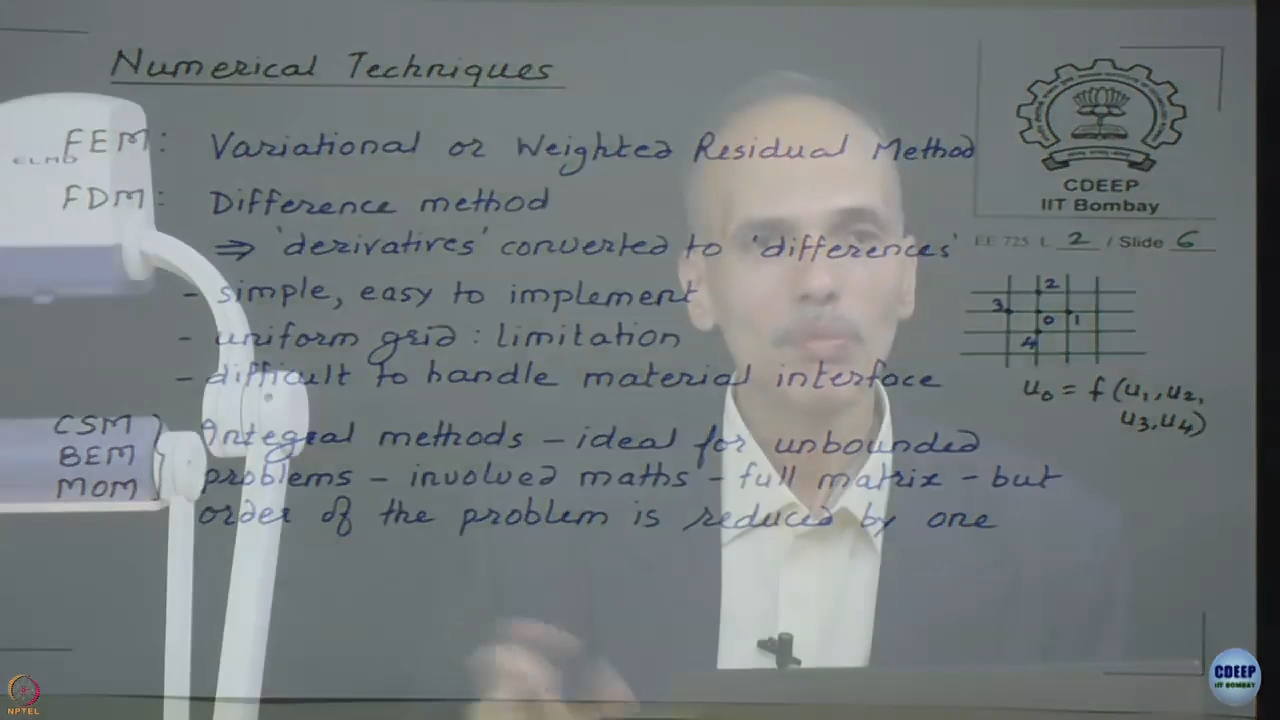 Numerical Techniques
FEM: Variational or Weighted Residual Method
ELMO
FDM: Difference method
⇒ 'derivatives' converted to 'differences'
- simple, easy to implement
- uniform grid : limitation
- difficult to handle material interface
CSM
BEM
MOM
Integral methods - ideal for unbounded
problems - involved maths - full matrix - but
order of the problem is reduced by one
CDEEP
IIT Bombay
EE 725 L 2 / Slide 6
2
3
0 1
4
u₀ = f (u₁, u₂,
u₃, u₄)
NPTEL
CDEEP
IIT BOMBAY